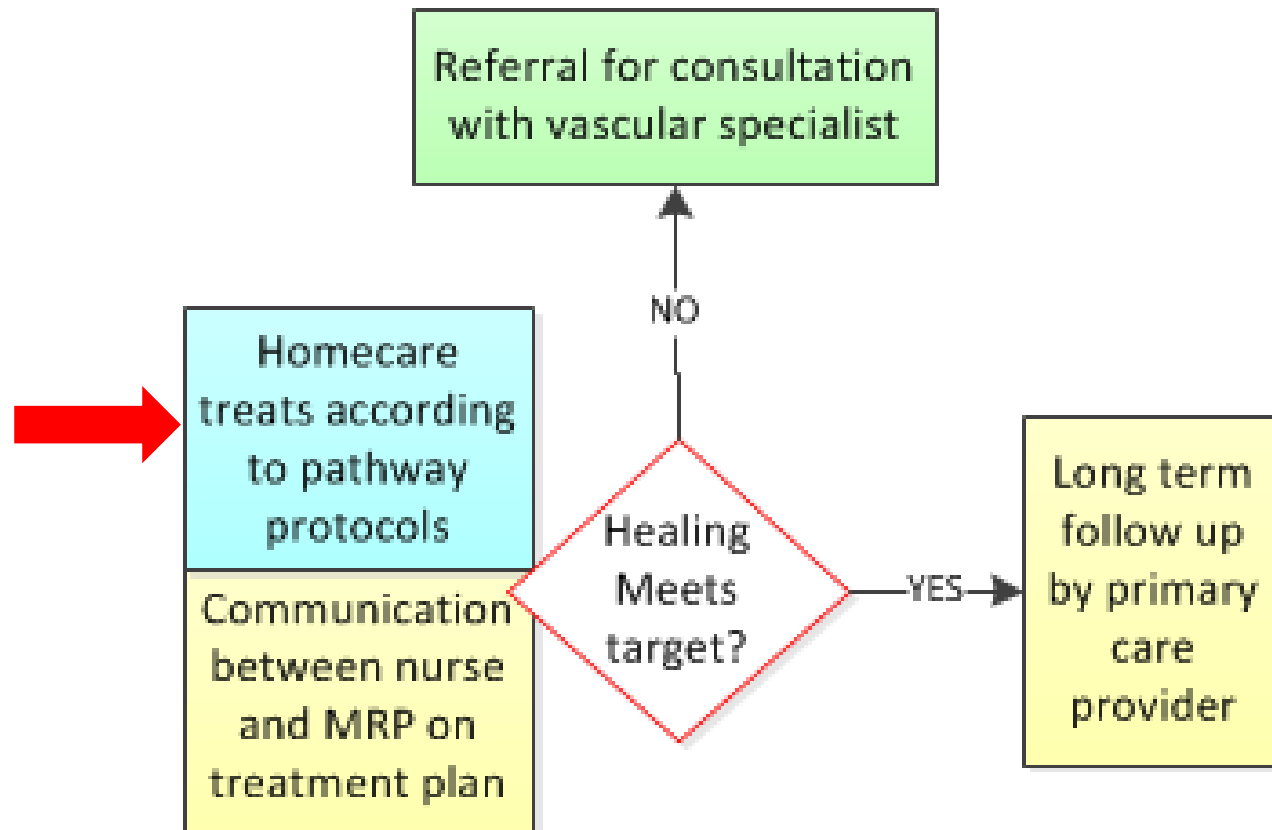 Referral for consultation
with vascular specialist
NO
Homecare
treats according
to pathway
protocols
Communication
between nurse
and MRP on
treatment plan
Healing
Meets
target?
YES
Long term
follow up
by primary
care
provider